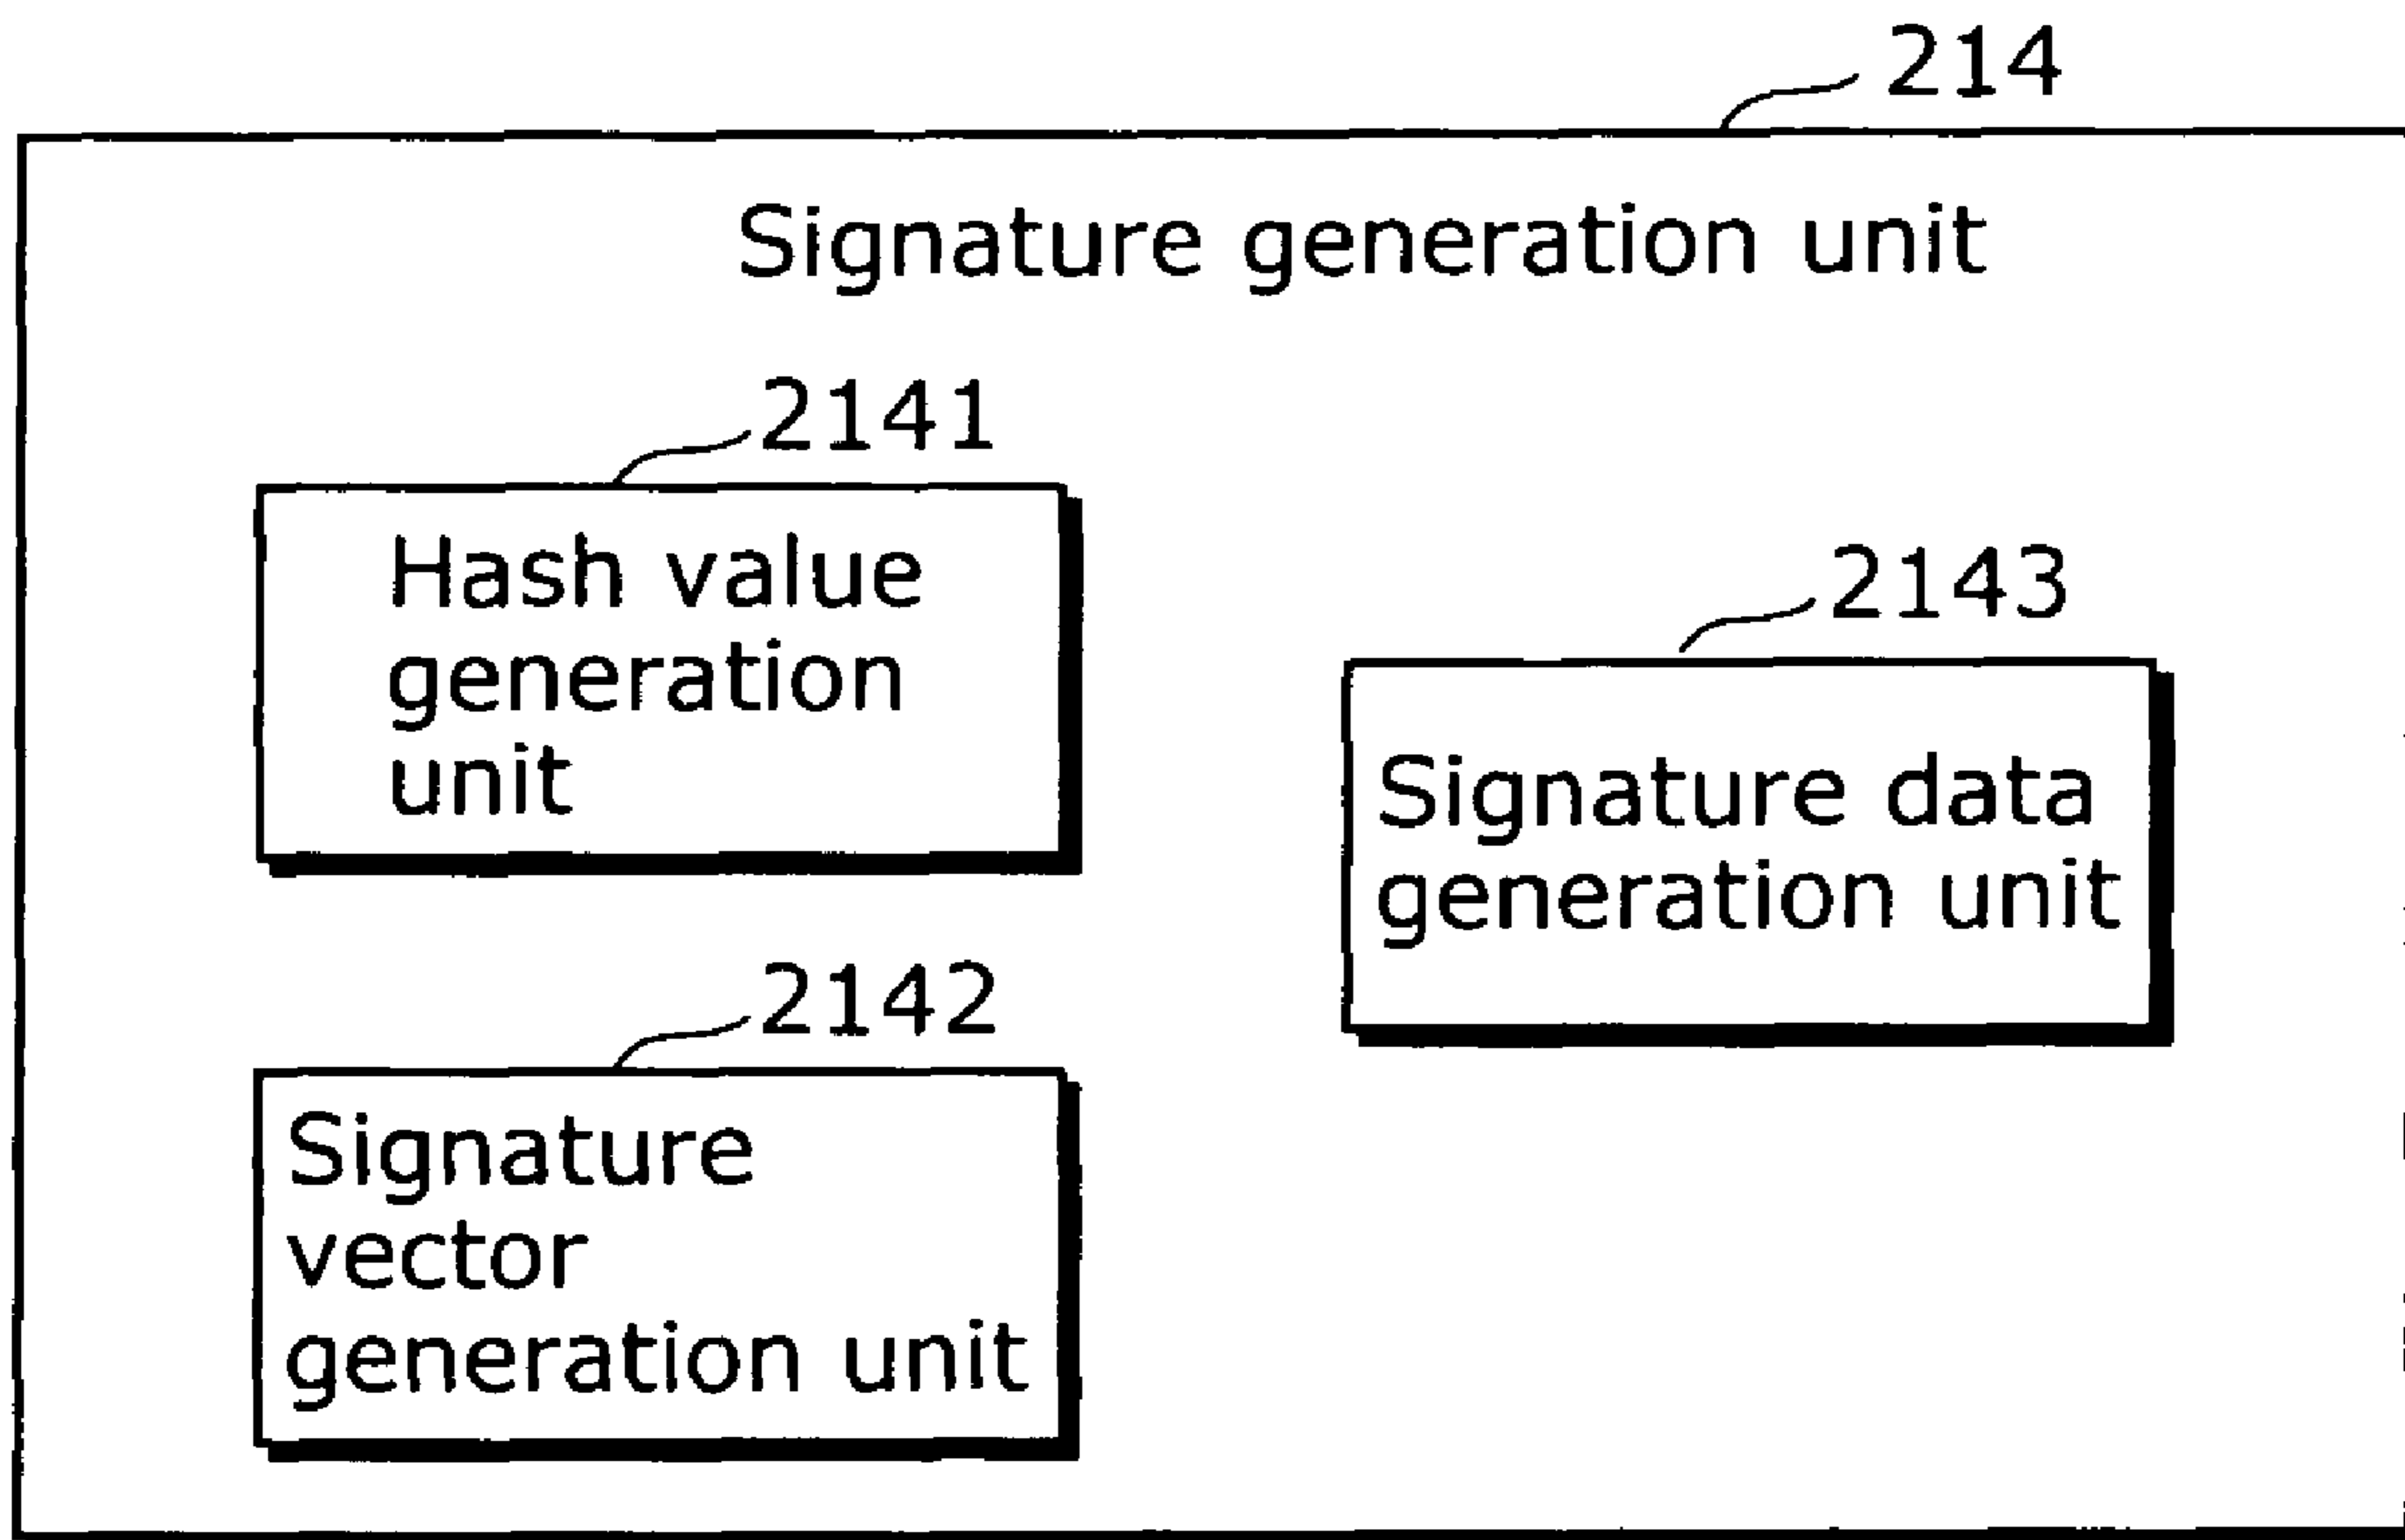 214
Signature generation unit
2141
Hash value
generation
unit
2143
Signature data
generation unit
2142
Signature
vector
generation unit